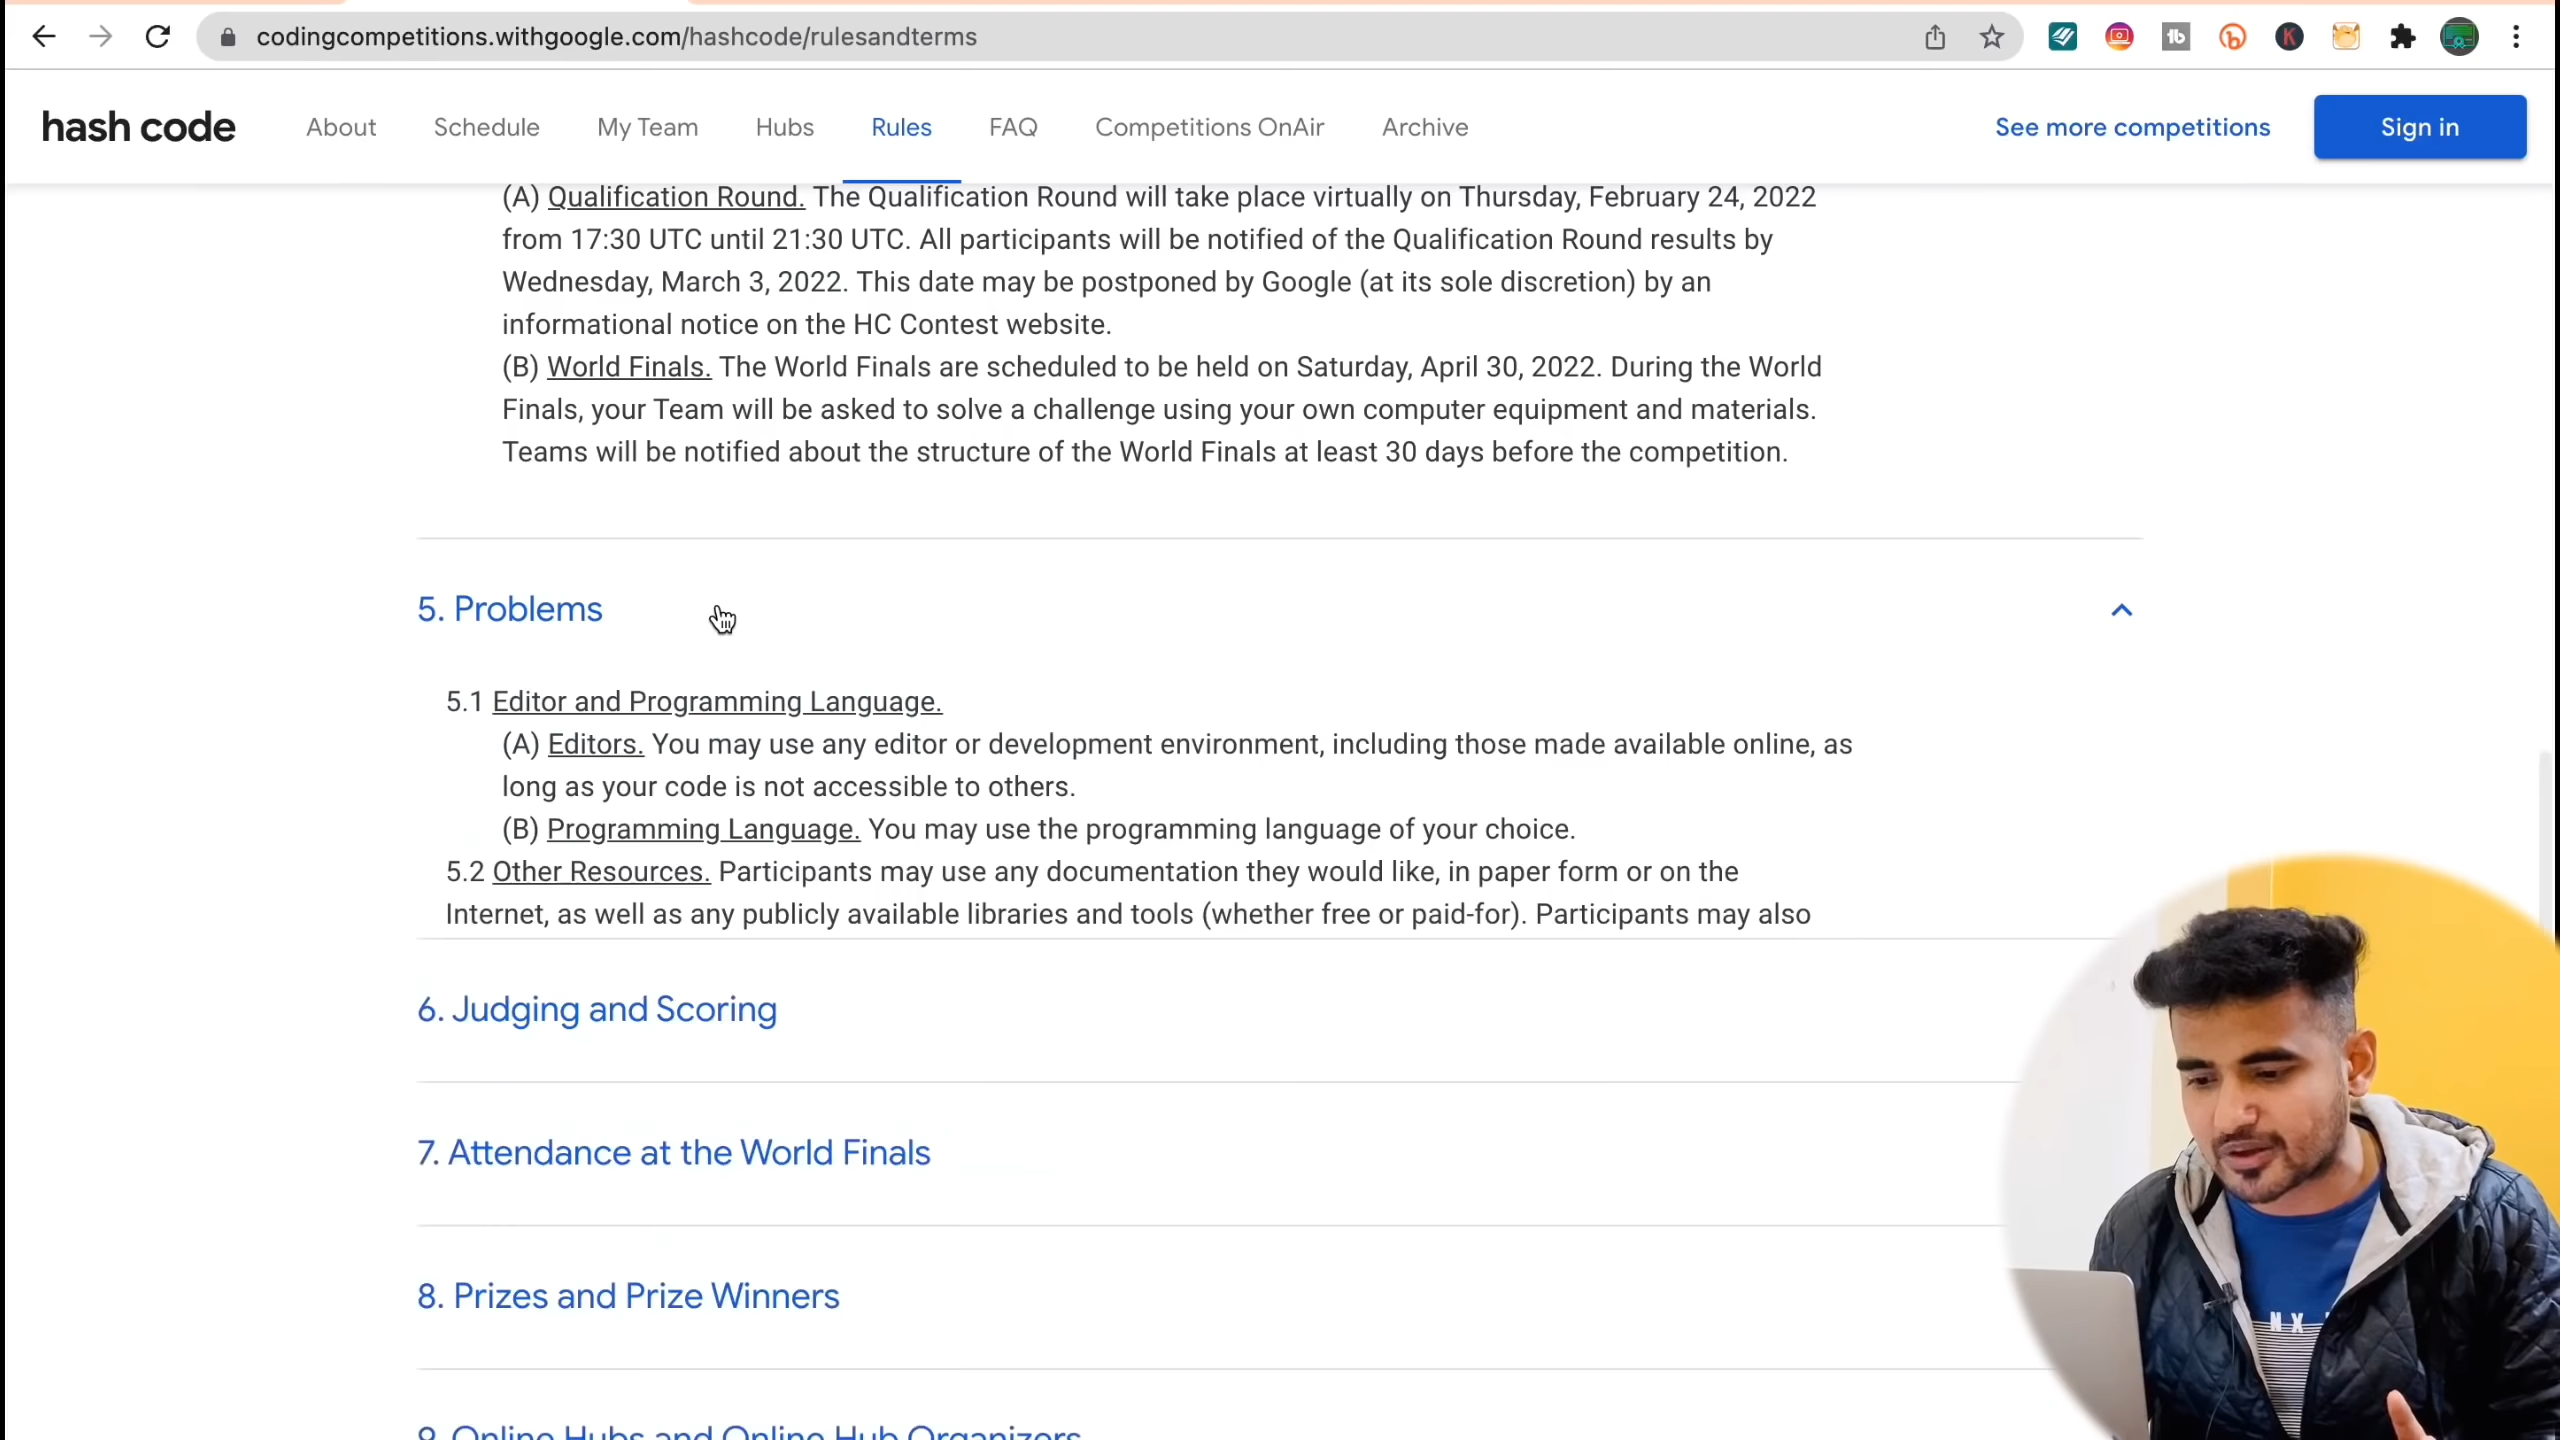 codingcompetitions.withgoogle.com/hashcode/rulesandterms
hash code
About
Schedule
My Team
Hubs
Rules
FAQ
Competitions OnAir
Archive
See more competitions
Sign in
(A) Qualification Round. The Qualification Round will take place virtually on Thursday, February 24, 2022
from 17:30 UTC until 21:30 UTC. All participants will be notified of the Qualification Round results by
Wednesday, March 3, 2022. This date may be postponed by Google (at its sole discretion) by an
informational notice on the HC Contest website.
(B) World Finals. The World Finals are scheduled to be held on Saturday, April 30, 2022. During the World
Finals, your Team will be asked to solve a challenge using your own computer equipment and materials.
Teams will be notified about the structure of the World Finals at least 30 days before the competition.
5. Problems
5.1 Editor and Programming Language.
(A) Editors. You may use any editor or development environment, including those made available online, as
long as your code is not accessible to others.
(B) Programming Language. You may use the programming language of your choice.
5.2 Other Resources. Participants may use any documentation they would like, in paper form or on the
Internet, as well as any publicly available libraries and tools (whether free or paid-for). Participants may also
6. Judging and Scoring
7. Attendance at the World Finals
8. Prizes and Prize Winners
9. Online Hubs and Online Hub Organizers